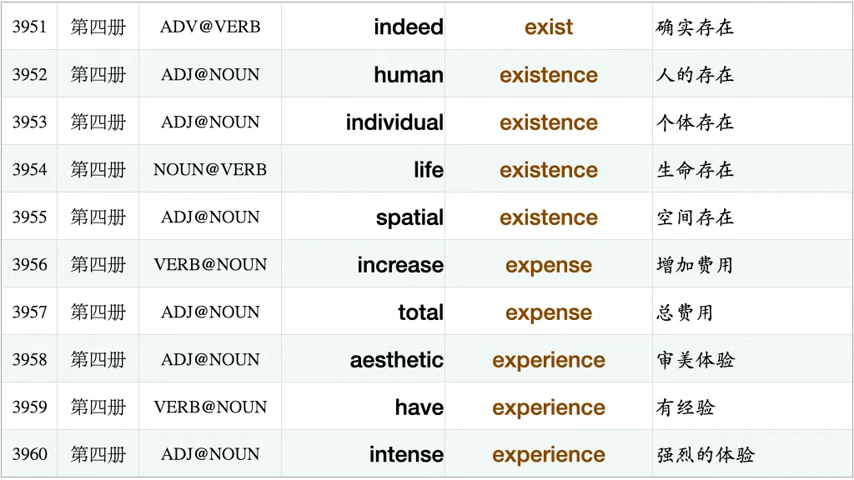 3951 第四册 ADV@VERB indeed exist 确实存在
3952 第四册 ADJ@NOUN human existence 人的存在
3953 第四册 ADJ@NOUN individual existence 个体存在
3954 第四册 NOUN@VERB life existence 生命存在
3955 第四册 ADJ@NOUN spatial existence 空间存在
3956 第四册 VERB@NOUN increase expense 增加费用
3957 第四册 ADJ@NOUN total expense 总费用
3958 第四册 ADJ@NOUN aesthetic experience 审美体验
3959 第四册 VERB@NOUN have experience 有经验
3960 第四册 ADJ@NOUN intense experience 强烈的体验